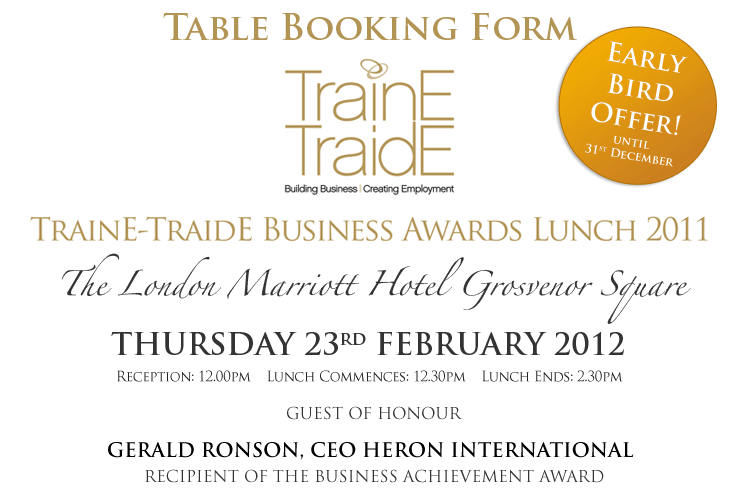 Table Booking Form
TrainE
TraidE
Building Business | Creating Employment
Early
Bird
Offer!
until
31st December
TrainE-TraidE Business Awards Lunch 2011
The London Marriott Hotel Grosvenor Square
THURSDAY 23RD FEBRUARY 2012
Reception: 12.00pm Lunch Commences: 12.30pm Lunch Ends: 2.30pm
GUEST OF HONOUR
GERALD RONSON, CEO HERON INTERNATIONAL
RECIPIENT OF THE BUSINESS ACHIEVEMENT AWARD